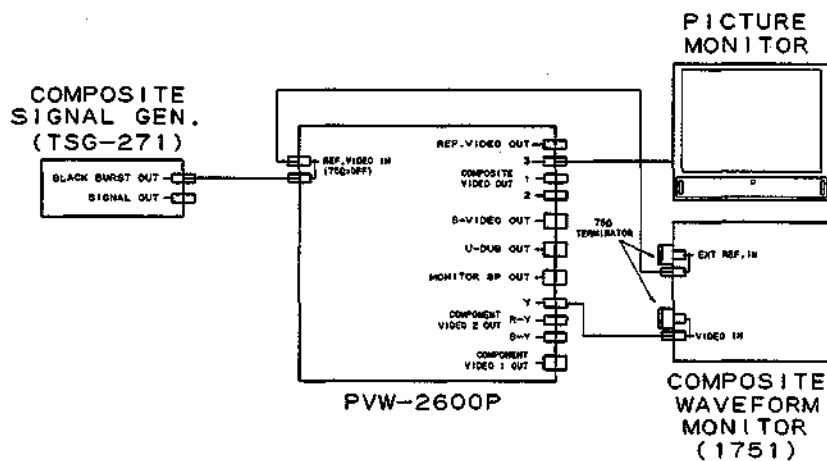 COMPOSITE
SIGNAL GEN.
(TSG-271)
BLACK BURST OUT
SIGNAL OUT
REF.VIDEO IN
(75Ω:OFF)
REF.VIDEO OUT
3
COMPOSITE
VIDEO OUT
1
2
S-VIDEO OUT
U-DUB OUT
MONITOR SP OUT
Y
COMPONENT
VIDEO 2 OUT
R-Y
B-Y
COMPONENT
VIDEO 1 OUT
PVW-2600P
PICTURE
MONITOR
75Ω
TERMINATOR
EXT REF.IN
VIDEO IN
COMPOSITE
WAVEFORM
MONITOR
(1751)